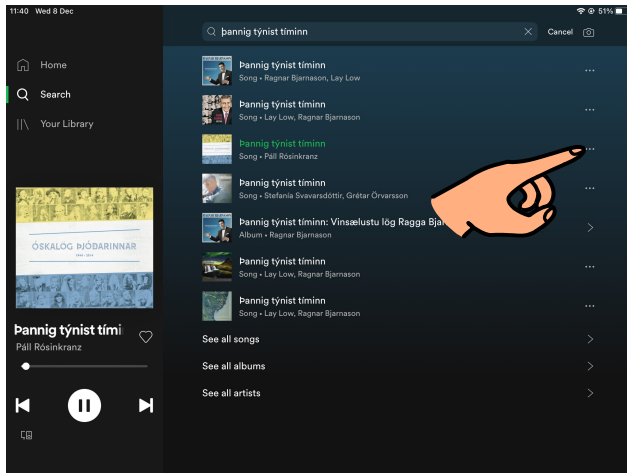 11:40 Wed 8 Dec
51%
þannig týnist tíminn
Cancel
Home
Search
Your Library
Þannig týnist tíminn
Song • Ragnar Bjarnason, Lay Low
Þannig týnist tíminn
Song • Lay Low, Ragnar Bjarnason
Þannig týnist tíminn
Song • Páll Rósinkranz
Þannig týnist tíminn
Song • Stefanía Svavarsdóttir, Grétar Örvarsson
Þannig týnist tíminn: Vinsælustu lög Ragga Bja
Album • Ragnar Bjarnason
Þannig týnist tíminn
Song • Lay Low, Ragnar Bjarnason
Þannig týnist tíminn
Song • Lay Low, Ragnar Bjarnason
See all songs
See all albums
See all artists
ÓSKALÖG ÞJÓÐARINNAR
1944 - 2014
Þannig týnist tími
Páll Rósinkranz